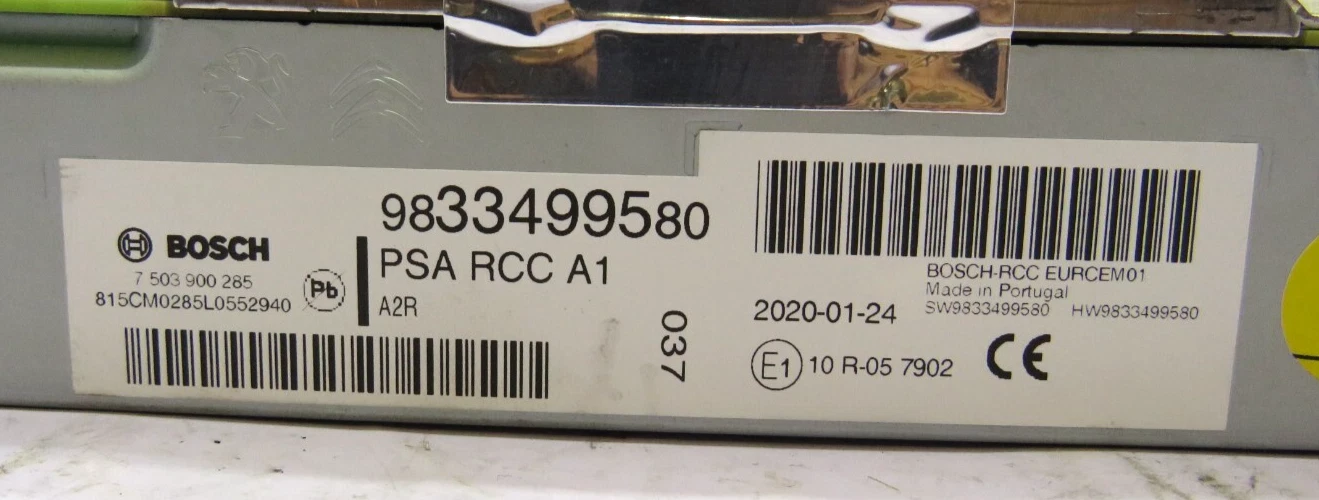 BOSCH
7 503 900 285
815CM0285L0552940
Pb
9833499580
PSA RCC A1
A2R
037
BOSCH-RCC EURCEM01
Made in Portugal
SW9833499580 HW9833499580
2020-01-24
E1 10 R-05 7902 CE